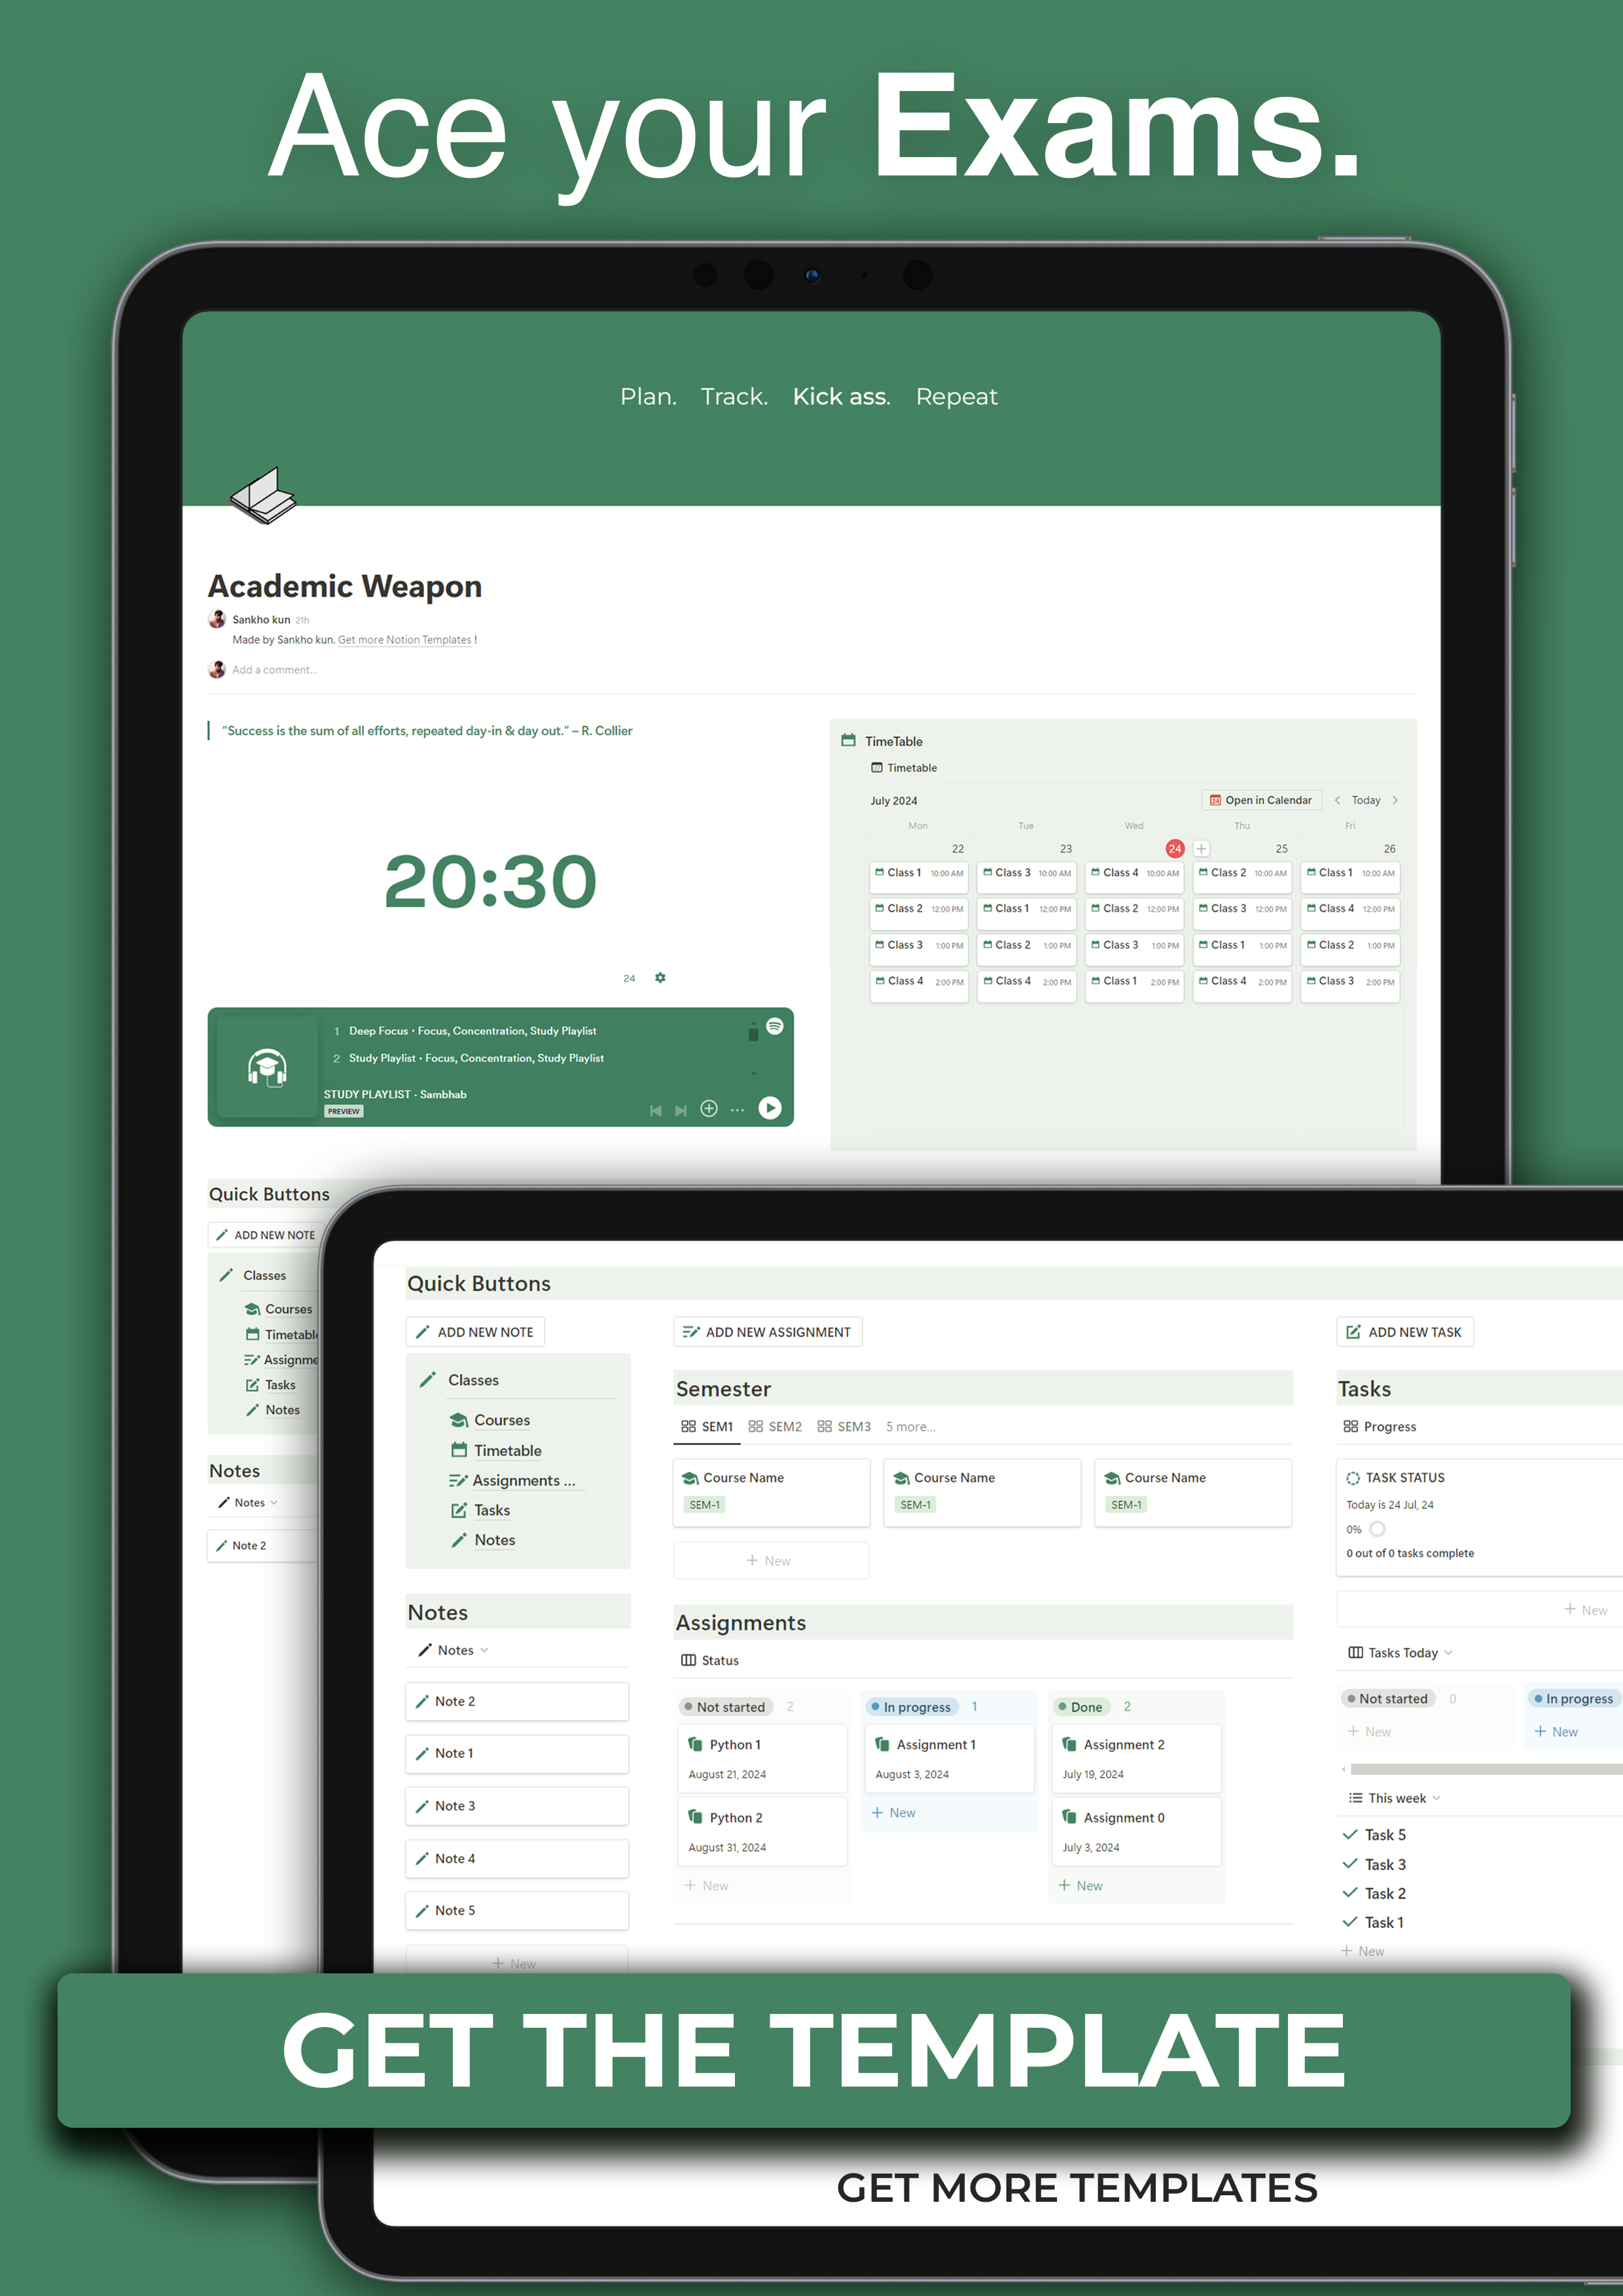 Ace your Exams.
Plan. Track. Kick ass. Repeat
Academic Weapon
Sankho kun 21h
Made by Sankho kun. Get more Notion Templates !
Add a comment...
"Success is the sum of all efforts, repeated day-in & day out." – R. Collier
20:30
24
1 Deep Focus • Focus, Concentration, Study Playlist
2 Study Playlist • Focus, Concentration, Study Playlist
STUDY PLAYLIST · Sambhab
PREVIEW
TimeTable
Timetable
July 2024
24 Open in Calendar
Today
Mon Tue Wed Thu Fri
22 23 24 25 26
Class 1 10:00 AM Class 3 10:00 AM Class 4 10:00 AM Class 2 10:00 AM Class 1 10:00 AM
Class 2 12:00 PM Class 1 12:00 PM Class 2 12:00 PM Class 3 12:00 PM Class 4 12:00 PM
Class 3 1:00 PM Class 2 1:00 PM Class 3 1:00 PM Class 1 1:00 PM Class 2 1:00 PM
Class 4 2:00 PM Class 4 2:00 PM Class 1 2:00 PM Class 4 2:00 PM Class 3 2:00 PM
Quick Buttons
ADD NEW NOTE
Classes
Courses
Timetabl
Assignme
Tasks
Notes
Notes
Notes
Note 2
Quick Buttons
ADD NEW NOTE
Classes
Courses
Timetable
Assignments ...
Tasks
Notes
Notes
Notes
Note 2
Note 1
Note 3
Note 4
Note 5
+ New
ADD NEW ASSIGNMENT
Semester
SEM1 SEM2 SEM3 5 more...
Course Name Course Name Course Name
SEM-1 SEM-1 SEM-1
+ New
Assignments
Status
Not started 2
Python 1
August 21, 2024
Python 2
August 31, 2024
+ New
In progress 1
Assignment 1
August 3, 2024
+ New
Done 2
Assignment 2
July 19, 2024
Assignment 0
July 3, 2024
+ New
ADD NEW TASK
Tasks
Progress
TASK STATUS
Today is 24 Jul, 24
0%
0 out of 0 tasks complete
+ New
Tasks Today
Not started 0 In progress
+ New + New
This week
Task 5
Task 3
Task 2
Task 1
+ New
GET THE TEMPLATE
GET MORE TEMPLATES